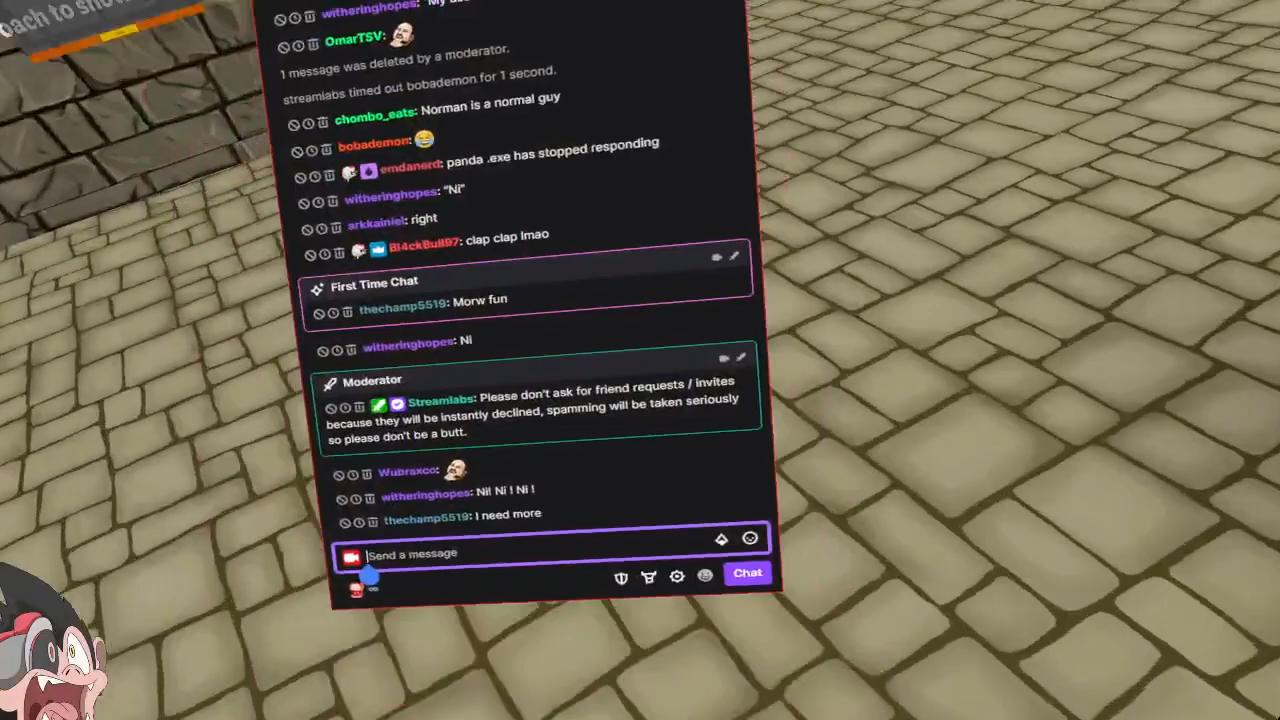 oach to sho
witheringhopes: "My
OmarTSV:
1 message was deleted by a moderator.
streamlabs timed out bobademon for 1 second.
chombo_eats: Norman is a normal guy
bobademon:
emdanerd: panda .exe has stopped responding
witheringhopes: "Ni"
arkkainiel: right
Bl4ckBull97: clap clap lmao
First Time Chat
thechamp5519: Morw fun
witheringhopes: Ni
Moderator
Streamlabs: Please don't ask for friend requests / invites
because they will be instantly declined, spamming will be taken seriously
so please don't be a butt.
Wubraxco:
witheringhopes: Ni! Ni ! Ni !
thechamp5519: I need more
Send a message
Chat